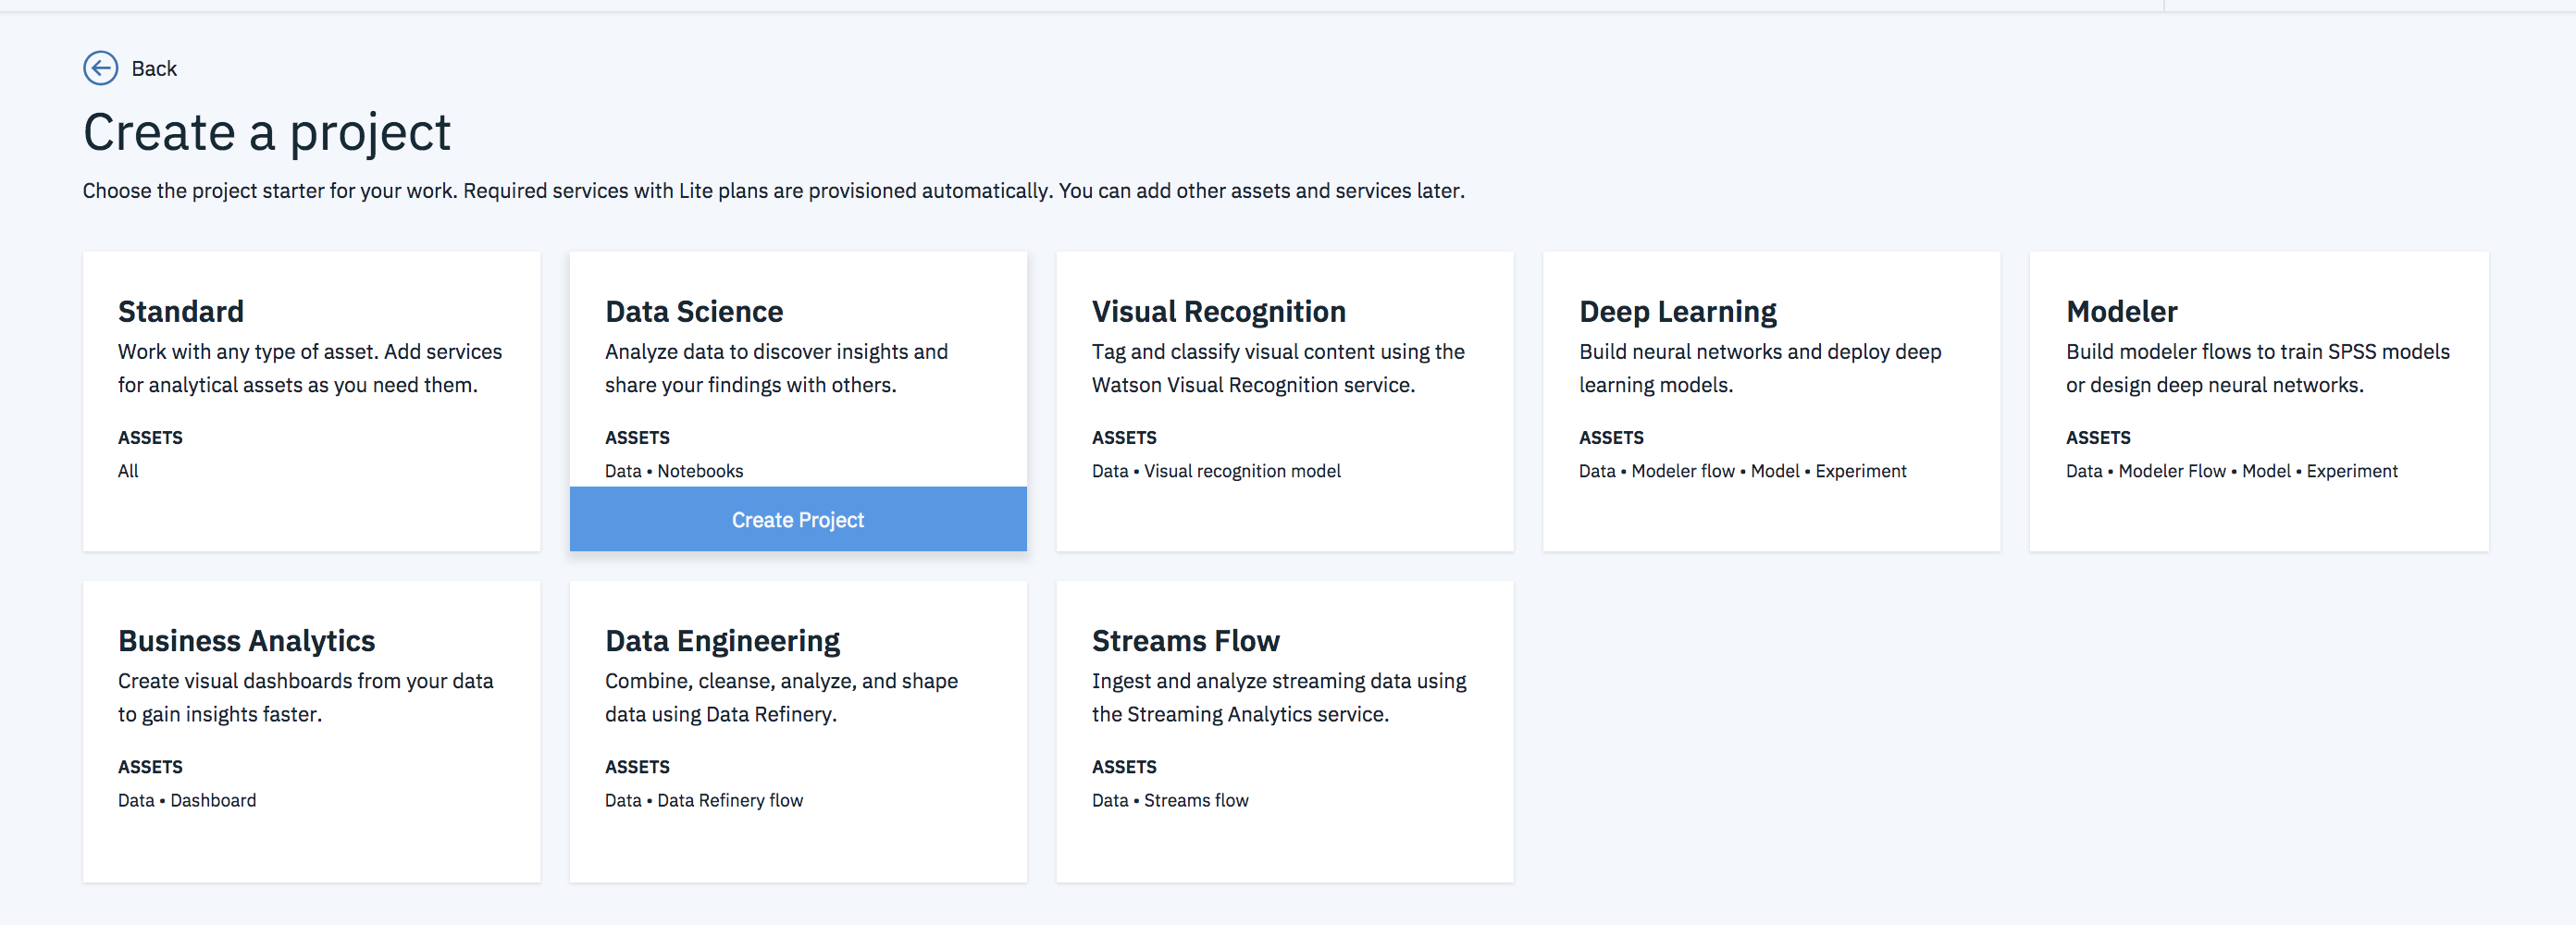 Back
Create a project
Choose the project starter for your work. Required services with Lite plans are provisioned automatically. You can add other assets and services later.
Standard
Work with any type of asset. Add services
for analytical assets as you need them.
ASSETS
All
Data Science
Analyze data to discover insights and
share your findings with others.
ASSETS
Data • Notebooks
Create Project
Visual Recognition
Tag and classify visual content using the
Watson Visual Recognition service.
ASSETS
Data • Visual recognition model
Deep Learning
Build neural networks and deploy deep
learning models.
ASSETS
Data • Modeler flow • Model • Experiment
Modeler
Build modeler flows to train SPSS models
or design deep neural networks.
ASSETS
Data • Modeler Flow • Model • Experiment
Business Analytics
Create visual dashboards from your data
to gain insights faster.
ASSETS
Data • Dashboard
Data Engineering
Combine, cleanse, analyze, and shape
data using Data Refinery.
ASSETS
Data • Data Refinery flow
Streams Flow
Ingest and analyze streaming data using
the Streaming Analytics service.
ASSETS
Data • Streams flow